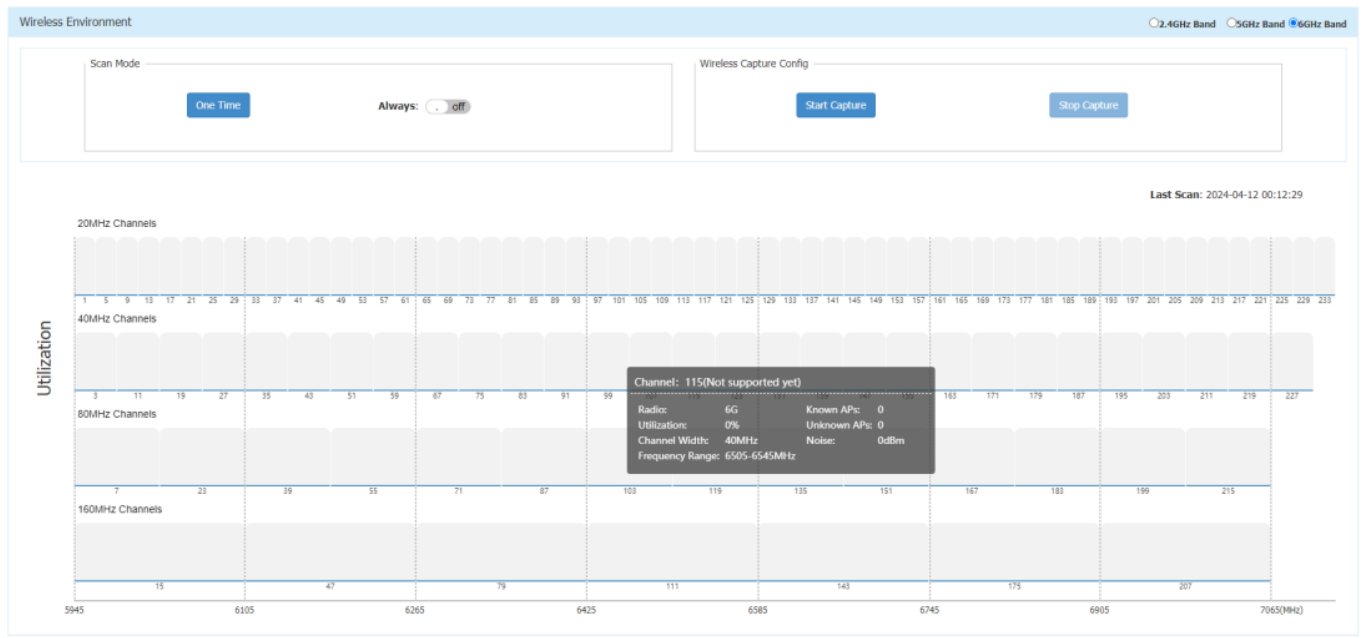 Wireless Environment
2.4GHz Band 5GHz Band 6GHz Band
Scan Mode
One Time
Always: off
Wireless Capture Config
Start Capture
Stop Capture
Last Scan: 2024-04-12 00:12:29
Utilization
20MHz Channels
1 5 9 13 17 21 25 29 33 37 41 45 49 53 57 61 65 69 73 77 81 85 89 93 97 101 105 109 113 117 121 125 129 133 137 141 145 149 153 157 161 165 169 173 177 181 185 189 193 197 201 205 209 213 217 221 225 229 233
40MHz Channels
3 11 19 27 35 43 51 59 67 75 83 91 99 163 171 179 187 195 203 211 219 227
Channel: 115(Not supported yet)
Radio: 6G Known APs: 0
Utilization: 0% Unknown APs: 0
Channel Width: 40MHz Noise: 0dBm
Frequency Range: 6505-6545MHz
80MHz Channels
7 23 39 55 71 87 103 119 135 151 167 183 199 215
160MHz Channels
15 47 79 111 143 175 207
5945 6105 6265 6425 6585 6745 6905 7065(MHz)